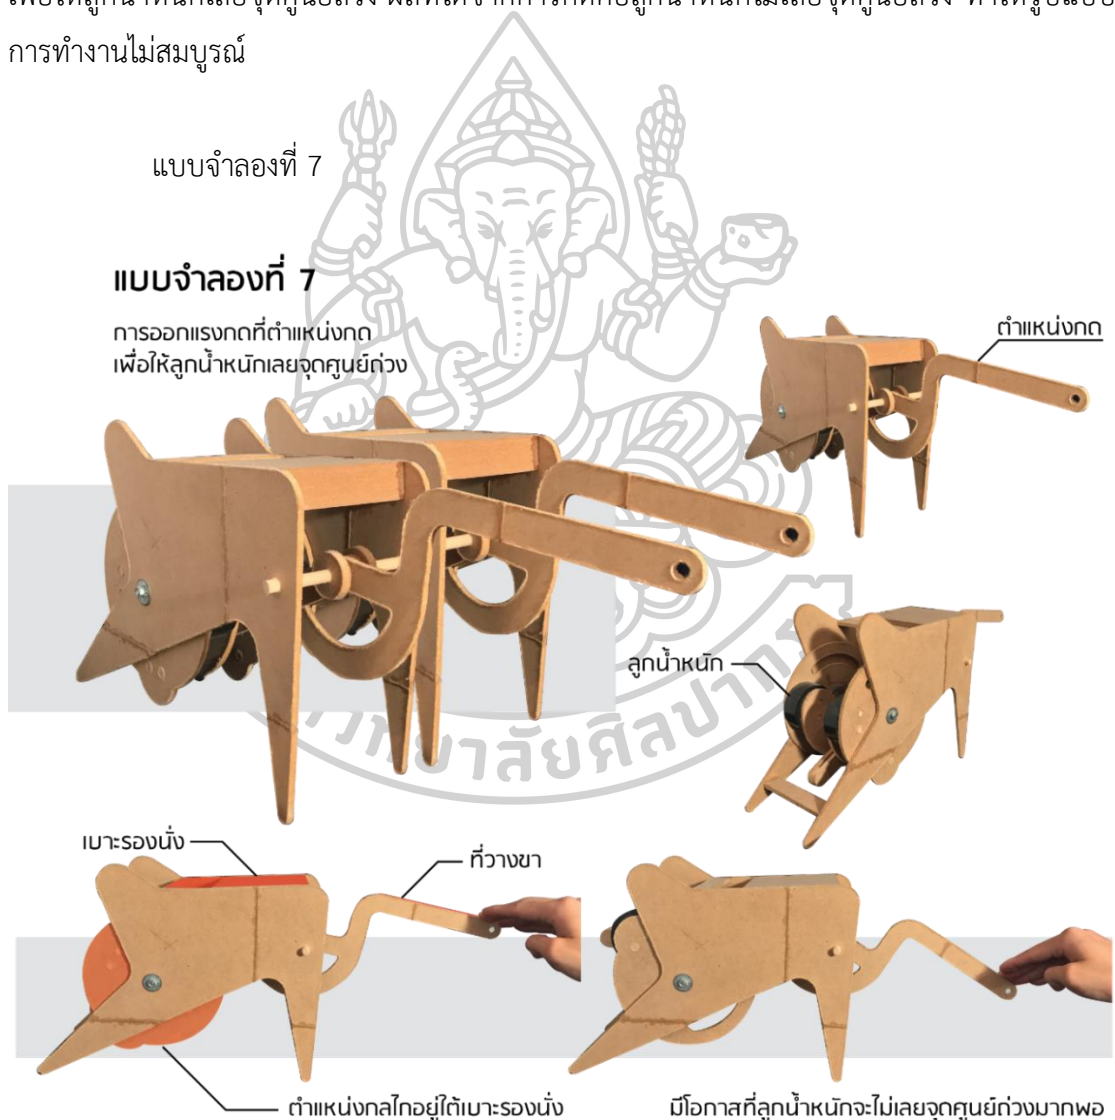 การทำงานไม่สมบูรณ์
แบบจำลองที่ 7
แบบจำลองที่ 7
การออกแรงกดที่ตำแหน่งกด
เพื่อให้ลูกน้ำหนักเลยจุดศูนย์ถ่วง
ตำแหน่งกด
ลูกน้ำหนัก
เบาะรองนั่ง
ที่วางขา
ตำแหน่งกลไกอยู่ใต้เบาะรองนั่ง
มีโอกาสที่ลูกน้ำหนักจะไม่เลยจุดศูนย์ถ่วงมากพอ